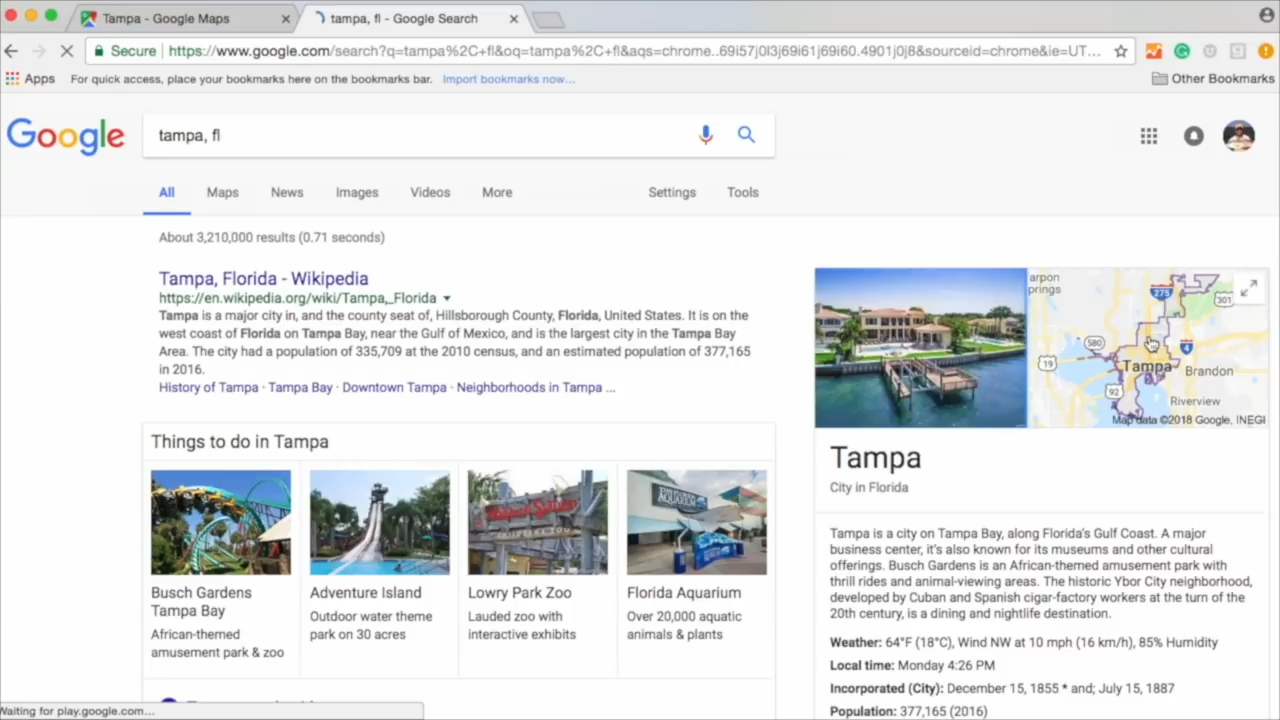 Tampa - Google Maps
tampa, fl - Google Search
Secure
https://www.google.com/search?q=tampa%2C+fl&oq=tampa%2C+fl&aqs=chrome..69i57j0l3j69i61j69i60.4901j0j8&sourceid=chrome&ie=UT...
Apps
For quick access, place your bookmarks here on the bookmarks bar.
Import bookmarks now...
Other Bookmarks
Google
tampa, fl
All
Maps
News
Images
Videos
More
Settings
Tools
About 3,210,000 results (0.71 seconds)
Tampa, Florida - Wikipedia
https://en.wikipedia.org/wiki/Tampa,_Florida
Tampa is a major city in, and the county seat of, Hillsborough County, Florida, United States. It is on the
west coast of Florida on Tampa Bay, near the Gulf of Mexico, and is the largest city in the Tampa Bay
Area. The city had a population of 335,709 at the 2010 census, and an estimated population of 377,165
in 2016.
History of Tampa · Tampa Bay · Downtown Tampa · Neighborhoods in Tampa ...
Things to do in Tampa
Busch Gardens
Tampa Bay
African-themed
amusement park & zoo
Adventure Island
Outdoor water theme
park on 30 acres
Lowry Park Zoo
Lauded zoo with
interactive exhibits
AQUARIUM
Florida Aquarium
Over 20,000 aquatic
animals & plants
arpon
prings
275
301
580
19
4
Tampa
Brandon
92
Riverview
Map data ©2018 Google, INEGI
Tampa
City in Florida
Tampa is a city on Tampa Bay, along Florida's Gulf Coast. A major
business center, it's also known for its museums and other cultural
offerings. Busch Gardens is an African-themed amusement park with
thrill rides and animal-viewing areas. The historic Ybor City neighborhood,
developed by Cuban and Spanish cigar-factory workers at the turn of the
20th century, is a dining and nightlife destination.
Weather: 64°F (18°C), Wind NW at 10 mph (16 km/h), 85% Humidity
Local time: Monday 4:26 PM
Incorporated (City): December 15, 1855 * and; July 15, 1887
Population: 377,165 (2016)
Waiting for play.google.com...